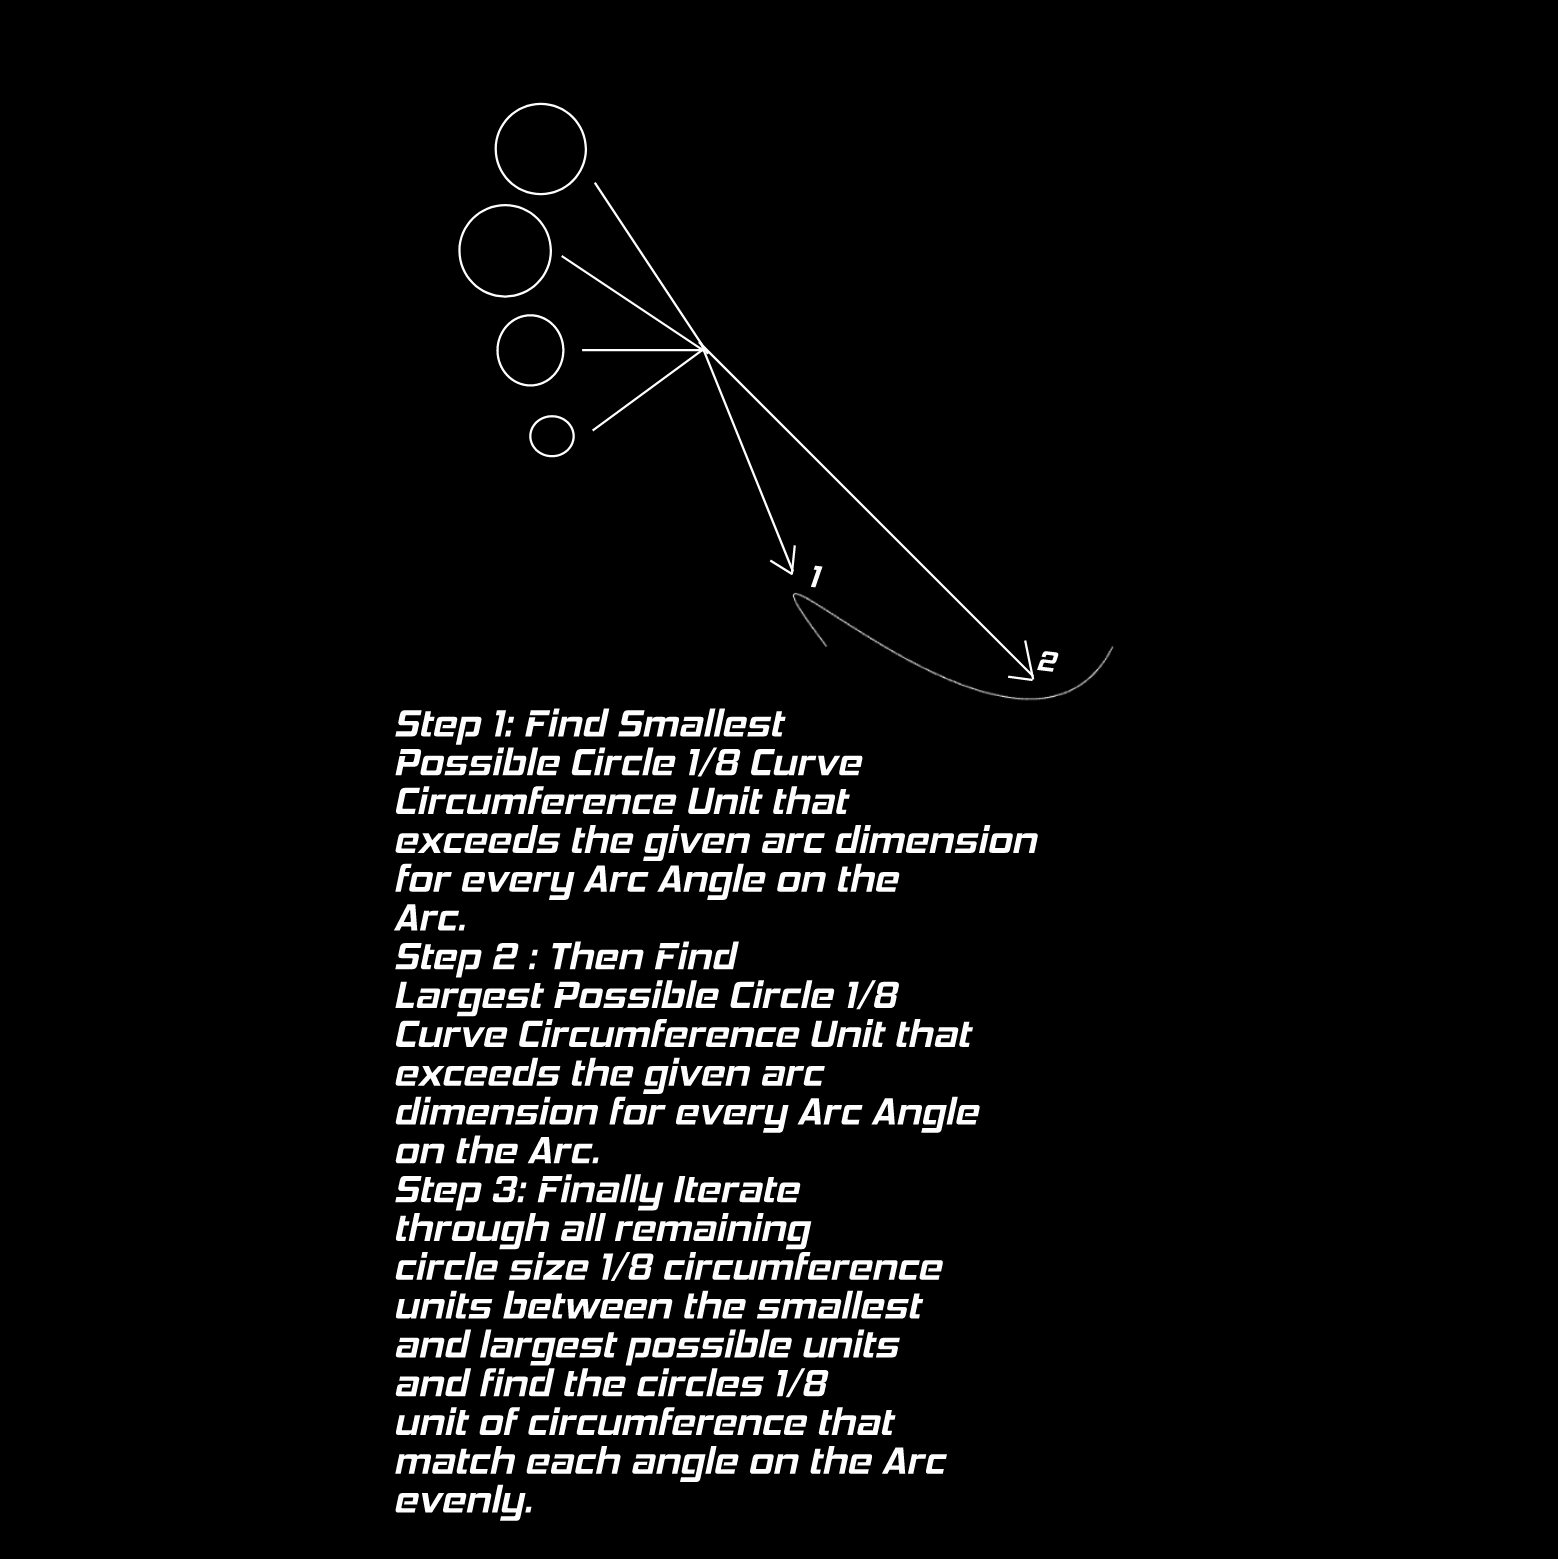 1
2
Step 1: Find Smallest
Possible Circle 1/8 Curve
Circumference Unit that
exceeds the given arc dimension
for every Arc Angle on the
Arc.
Step 2 : Then Find
Largest Possible Circle 1/8
Curve Circumference Unit that
exceeds the given arc
dimension for every Arc Angle
on the Arc.
Step 3: Finally Iterate
through all remaining
circle size 1/8 circumference
units between the smallest
and largest possible units
and find the circles 1/8
unit of circumference that
match each angle on the Arc
evenly.